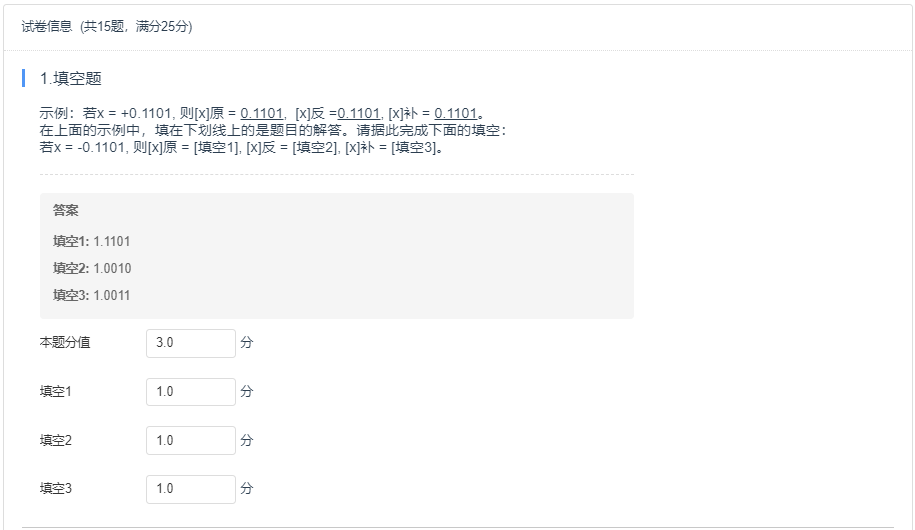 试卷信息 (共15题，满分25分)
1.填空题
示例：若x = +0.1101, 则[x]原 = 0.1101,  [x]反 =0.1101, [x]补 = 0.1101。
在上面的示例中，填在下划线上的是题目的解答。请据此完成下面的填空：
若x = -0.1101, 则[x]原 = [填空1], [x]反 = [填空2], [x]补 = [填空3]。
答案
填空1: 1.1101
填空2: 1.0010
填空3: 1.0011
本题分值 3.0 分
填空1 1.0 分
填空2 1.0 分
填空3 1.0 分